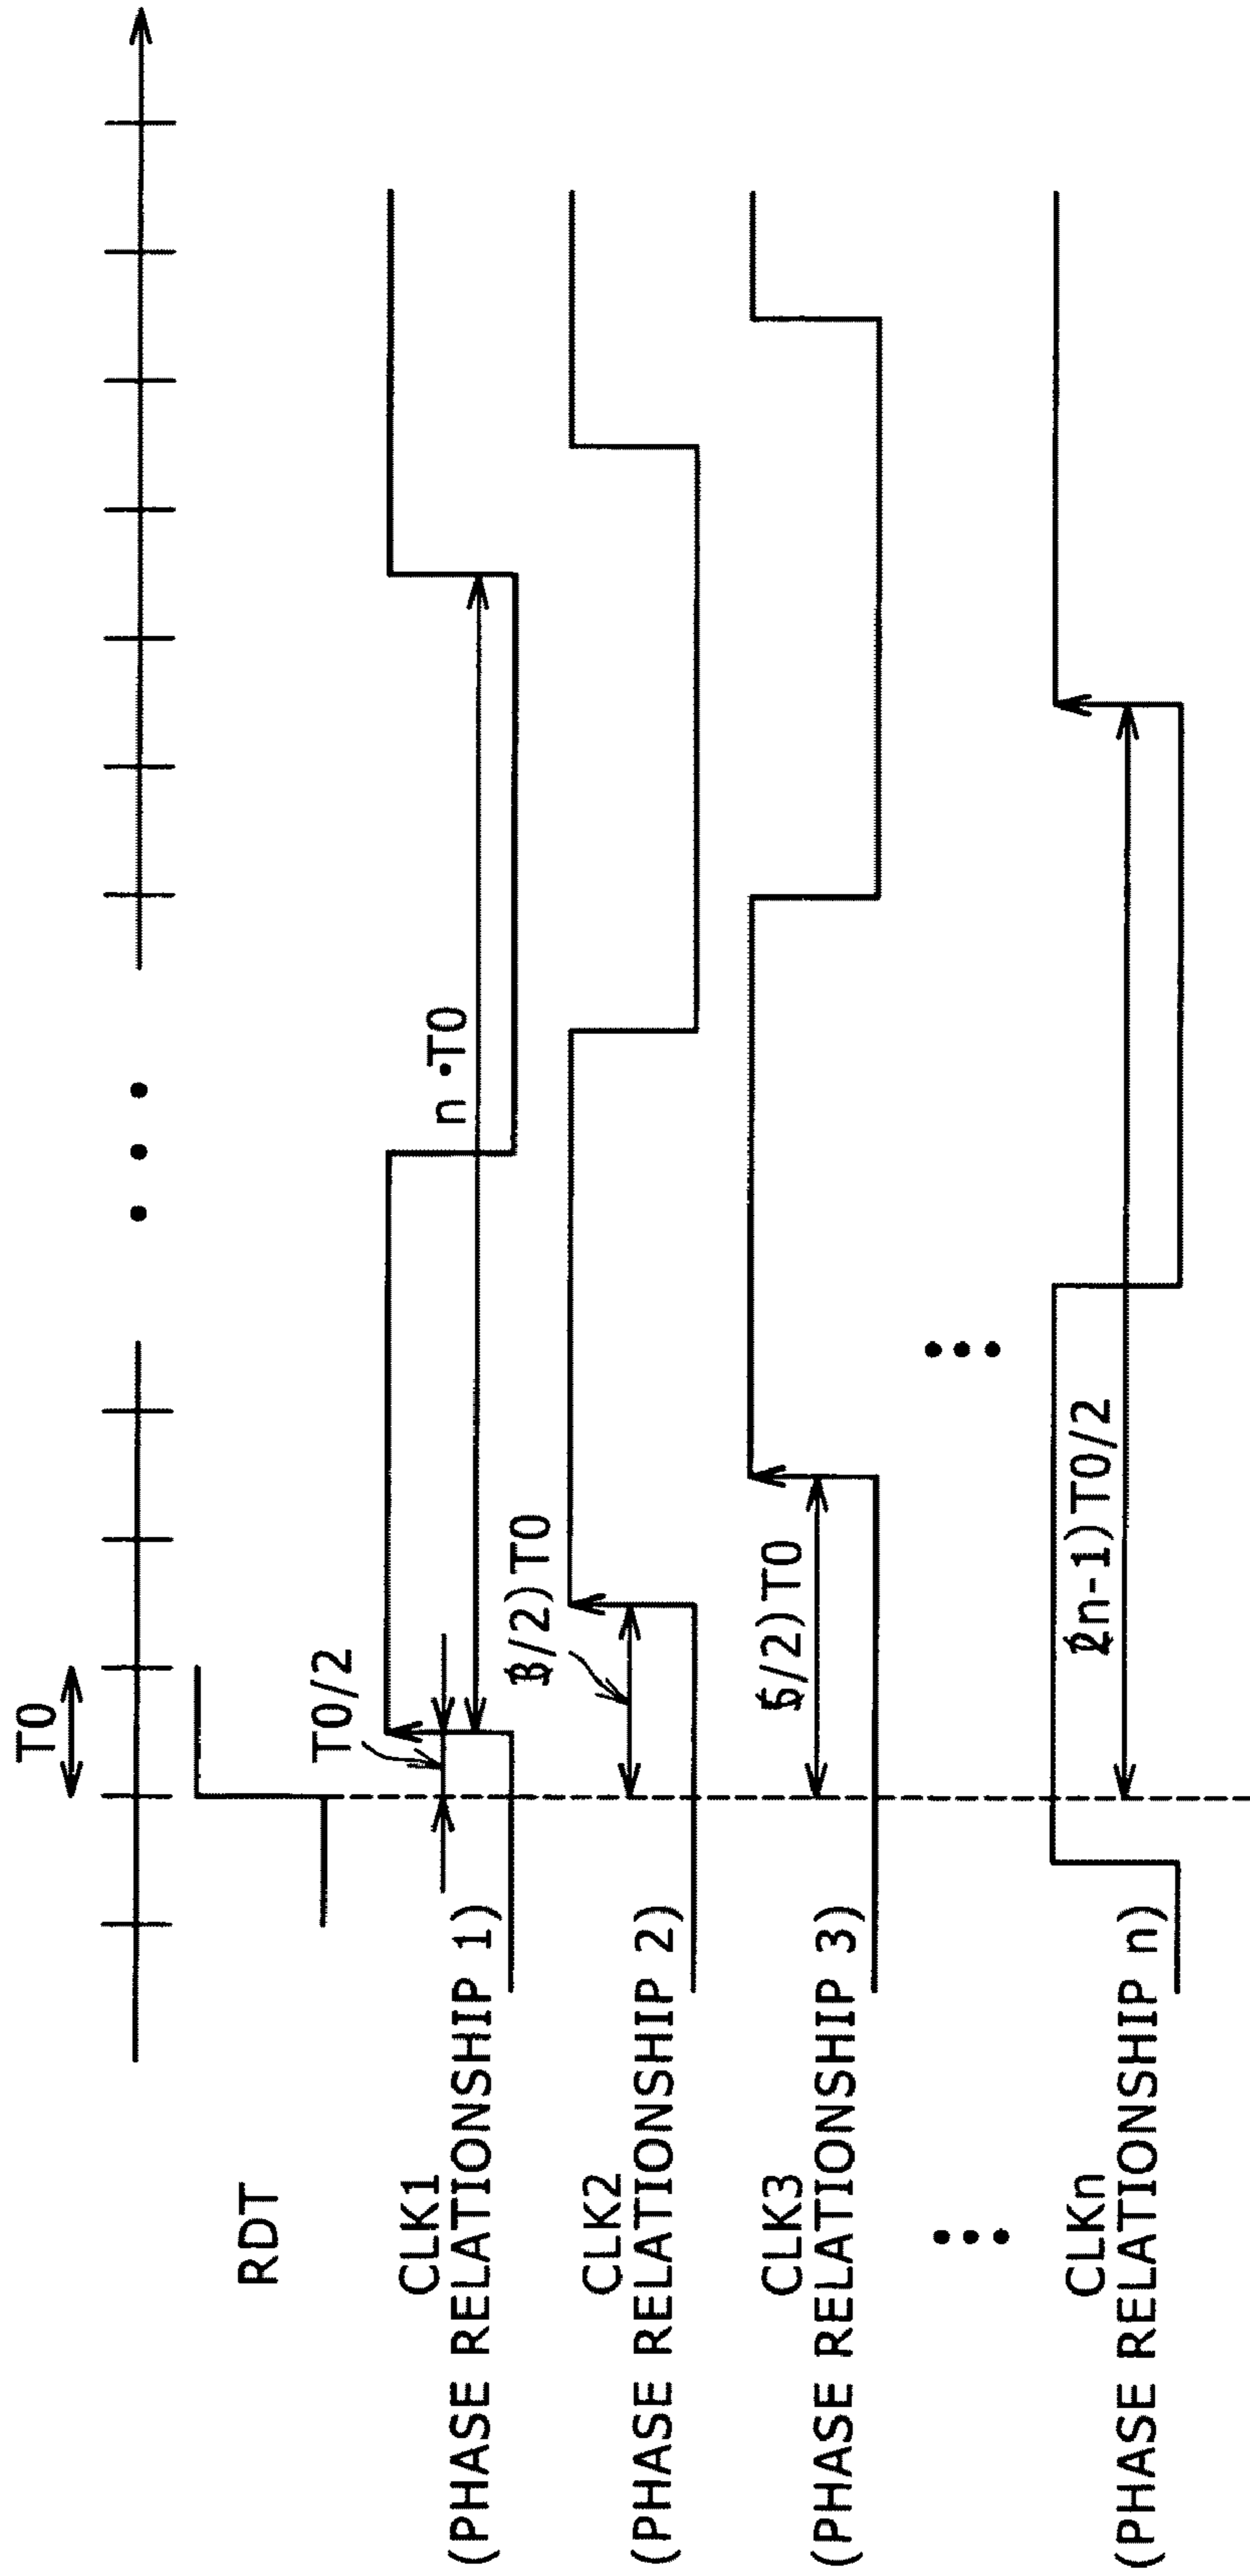 T0
RDT
T0/2
CLK1
(PHASE RELATIONSHIP 1)
n・T0
(3/2)T0
CLK2
(PHASE RELATIONSHIP 2)
(5/2)T0
CLK3
(PHASE RELATIONSHIP 3)
(2n-1)T0/2
CLKn
(PHASE RELATIONSHIP n)